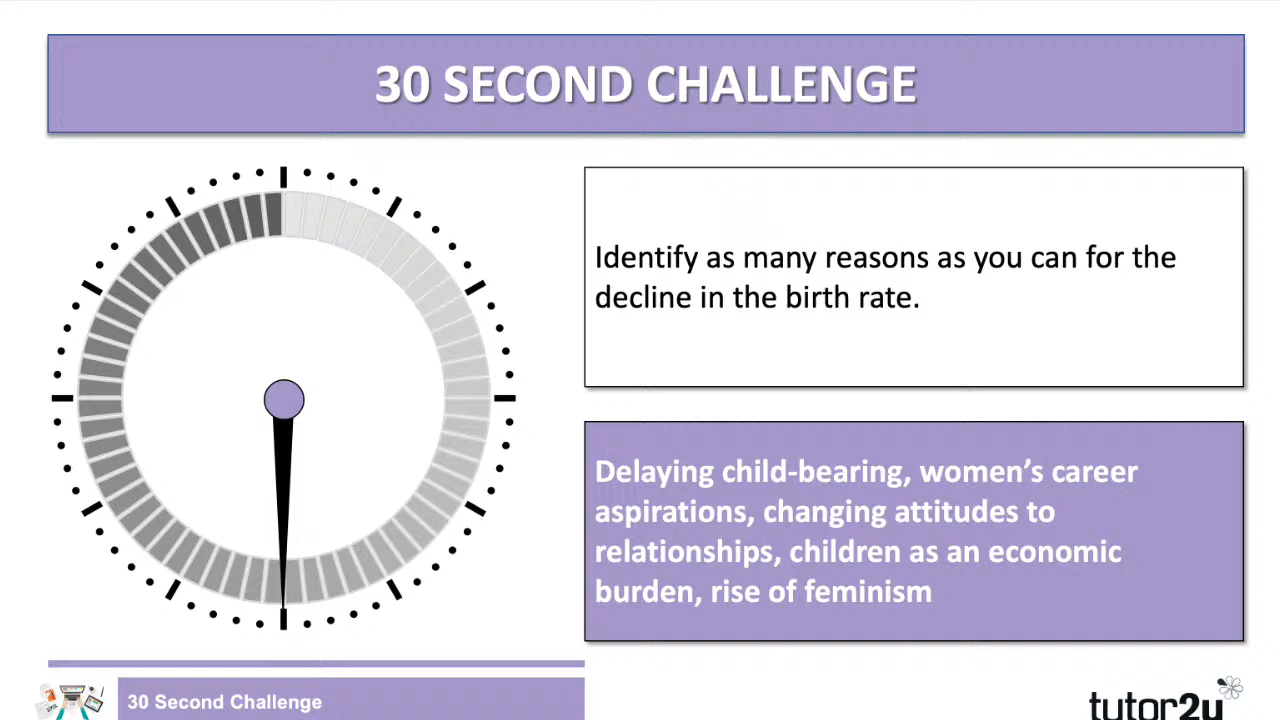 30 SECOND CHALLENGE
Identify as many reasons as you can for the
decline in the birth rate.
Delaying child-bearing, women’s career
aspirations, changing attitudes to
relationships, children as an economic
burden, rise of feminism
30 Second Challenge
tutor2u